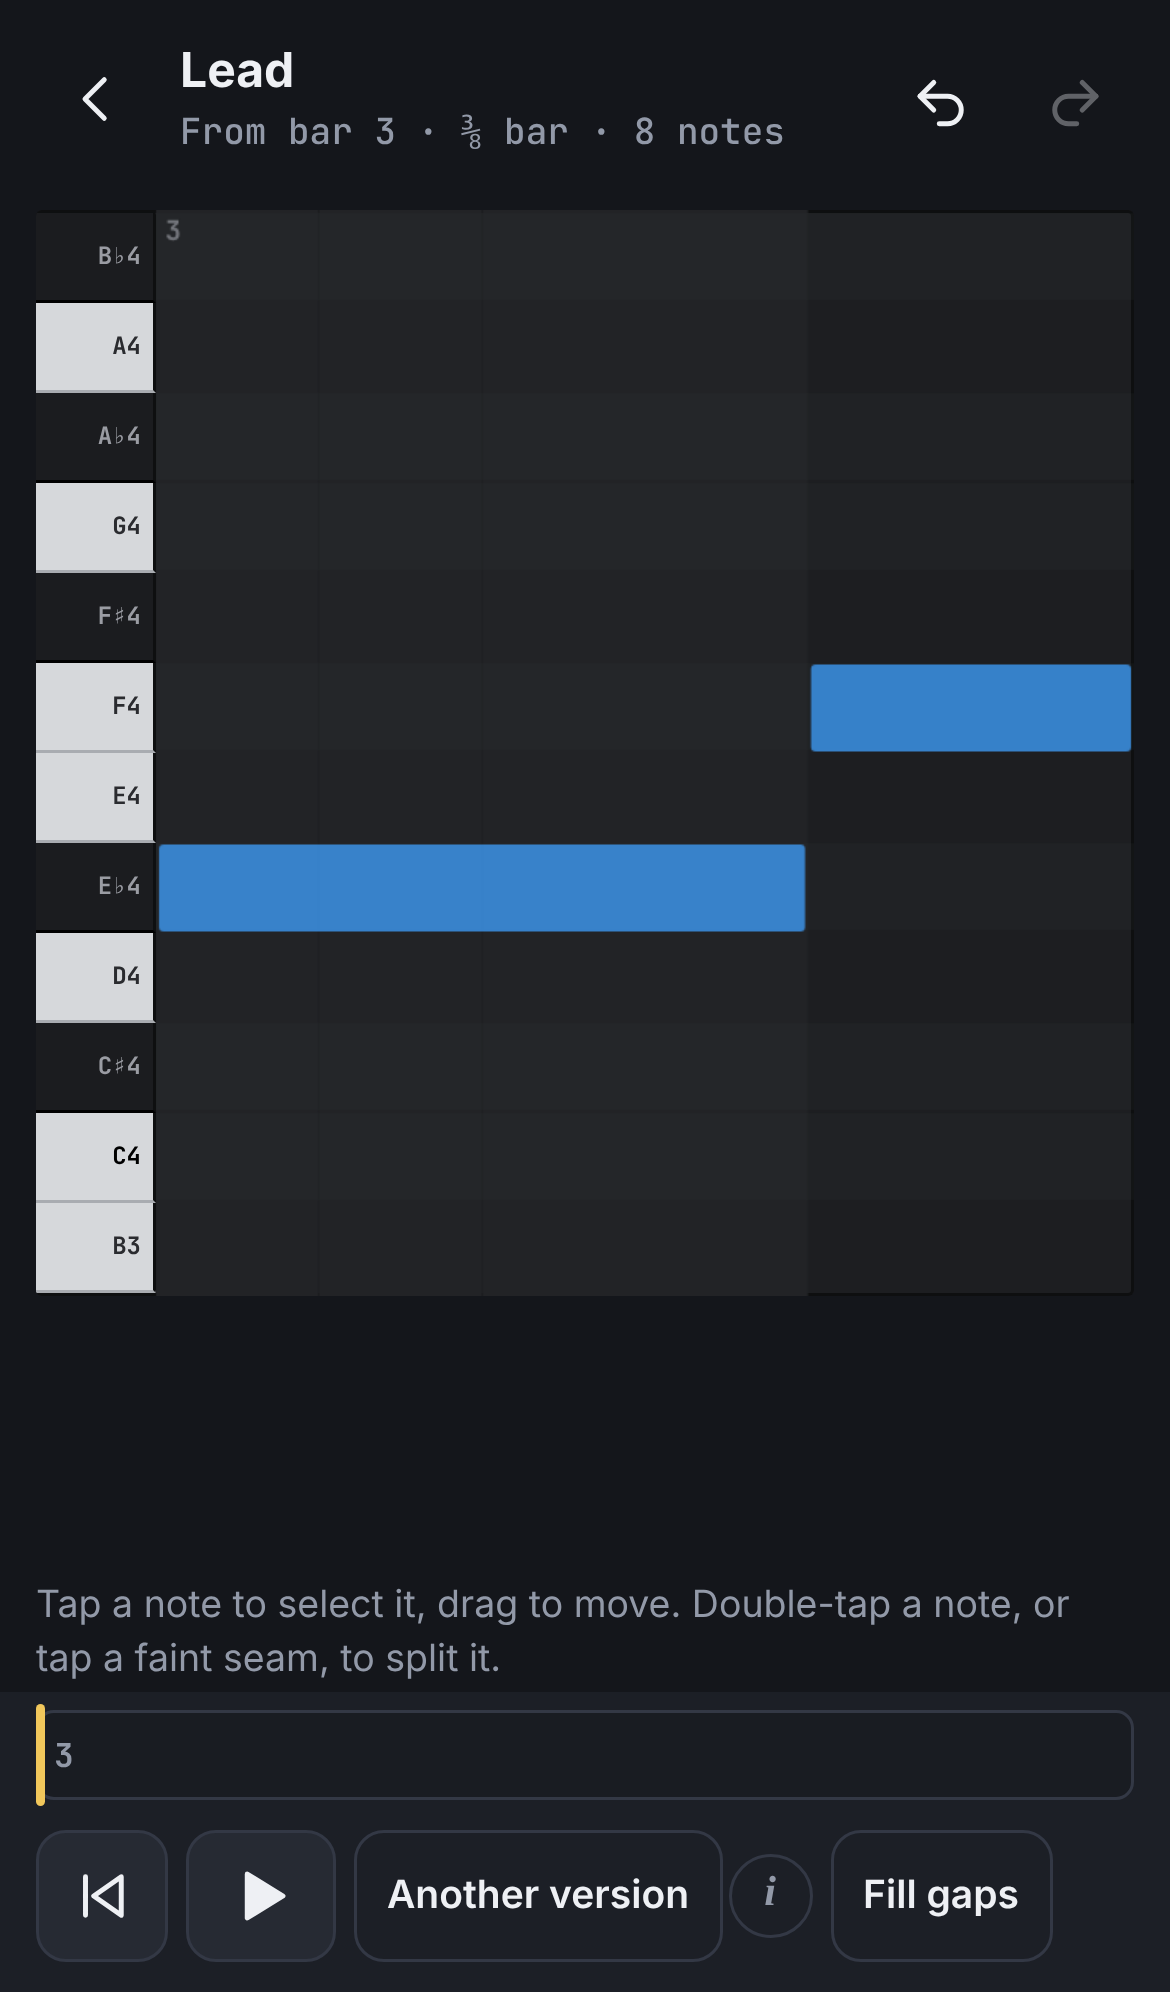 Lead
From bar 3 · ⅜ bar · 8 notes
3
B♭4
A4
A♭4
G4
F♯4
F4
E4
E♭4
D4
C♯4
C4
B3
Tap a note to select it, drag to move. Double-tap a note, or
tap a faint seam, to split it.
3
Another version i Fill gaps